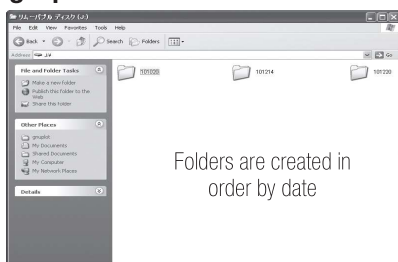 リムーバブル ディスク (J:)
File Edit View Favorites Tools Help
Back Search Folders
Address J:¥ Go
File and Folder Tasks
Make a new folder
Publish this folder to the
Web
Share this folder
Other Places
gnuplot
My Documents
Shared Documents
My Computer
My Network Places
Details
101020 101214 101220
Folders are created in
order by date